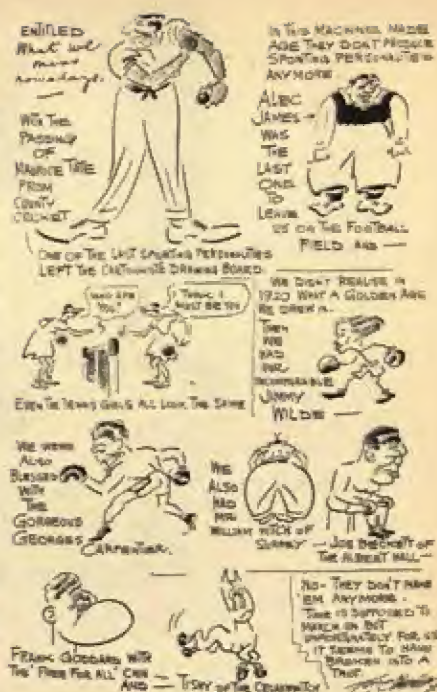 ENTITLED
What we
miss
nowadays.
WITH THE
PASSING
OF
MAURICE TATE
FROM
COUNTY
CRICKET
ONE OF THE LAST SPORTING PERSONALITIES
LEFT THE CARTOONISTS DRAWING BOARD.
IN THIS MACHINE MADE
AGE THEY DON'T PRODUCE
SPORTING PERSONALITIES
ANYMORE
ALEC
JAMES
WAS
THE
LAST
ONE
TO
LEAVE
US ON THE FOOTBALL
FIELD AND —
WHO ARE
YOU?
I THINK I
MUST BE YOU
EVEN THE TENNIS GIRLS ALL LOOK THE SAME
WE DIDN'T REALISE IN
1920 WHAT A GOLDEN AGE
WE DREW IN.
THEN
WE
HAD
OUR
INCOMPARABLE
JIMMY
WILDE —
WE WERE
ALSO
BLESSED
WITH
THE
GORGEOUS
GEORGES
CARPENTIER.
WE
ALSO
HAD
MR
WILLIAM HITCH OF
SURREY
— JOE BECKETT OF
THE ALBERT HALL —
FRANK GODDARD WITH
THE 'FREE FOR ALL' CHIN
AND —
— TISHY OF THE
NO - THEY DON'T MAKE
EM ANYMORE.
TIME IS SUPPOSED TO
MARCH ON BUT
UNFORTUNATELY FOR US
IT SEEMS TO HAVE
BROKEN INTO A
TROT.